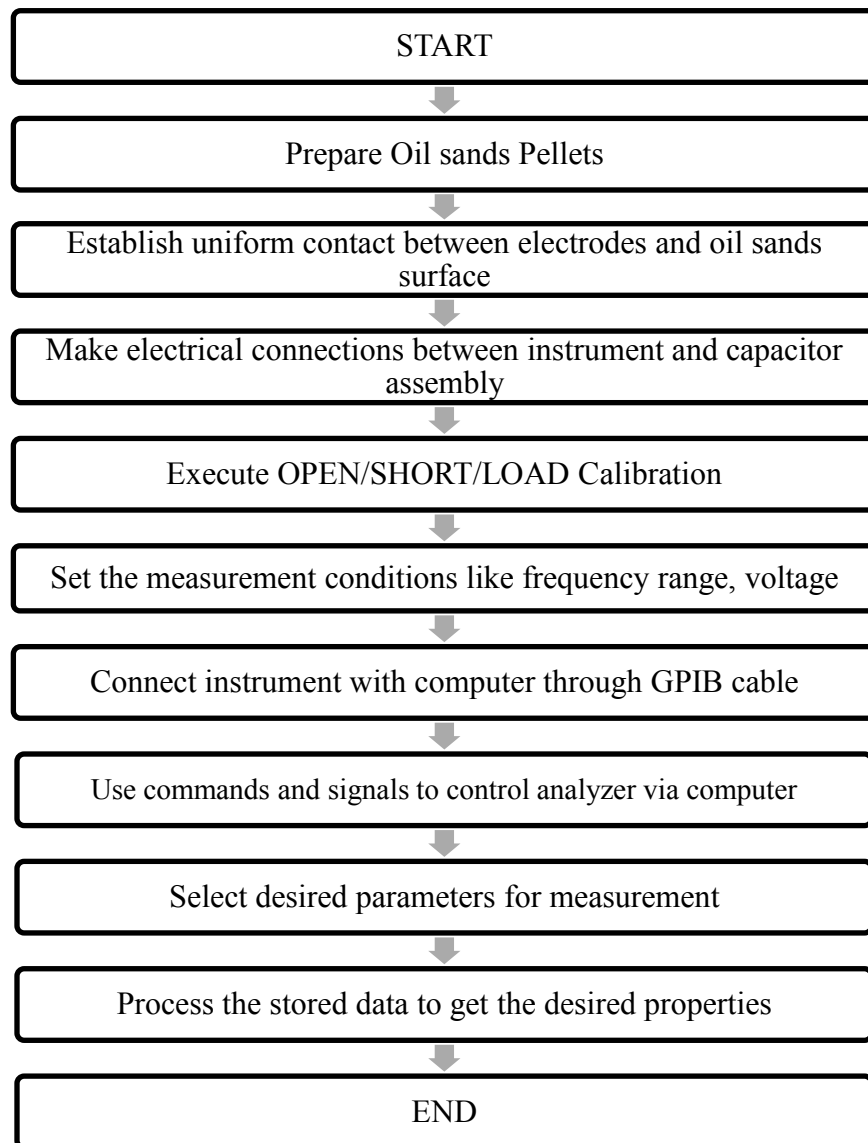 START
Prepare Oil sands Pellets
Establish uniform contact between electrodes and oil sands
surface
Make electrical connections between instrument and capacitor
assembly
Execute OPEN/SHORT/LOAD Calibration
Set the measurement conditions like frequency range, voltage
Connect instrument with computer through GPIB cable
Use commands and signals to control analyzer via computer
Select desired parameters for measurement
Process the stored data to get the desired properties
END